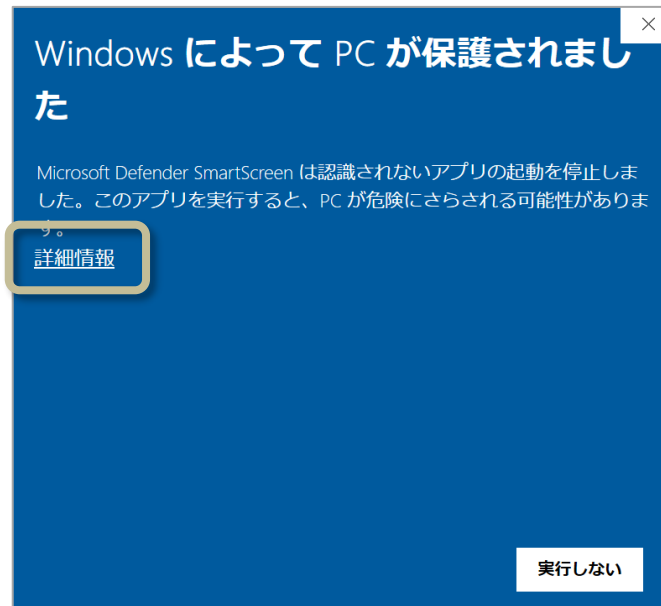 Windows によって PC が保護されまし
た
Microsoft Defender SmartScreen は認識されないアプリの起動を停止しま
した。このアプリを実行すると、PC が危険にさらされる可能性がありま
す。
詳細情報
実行しない